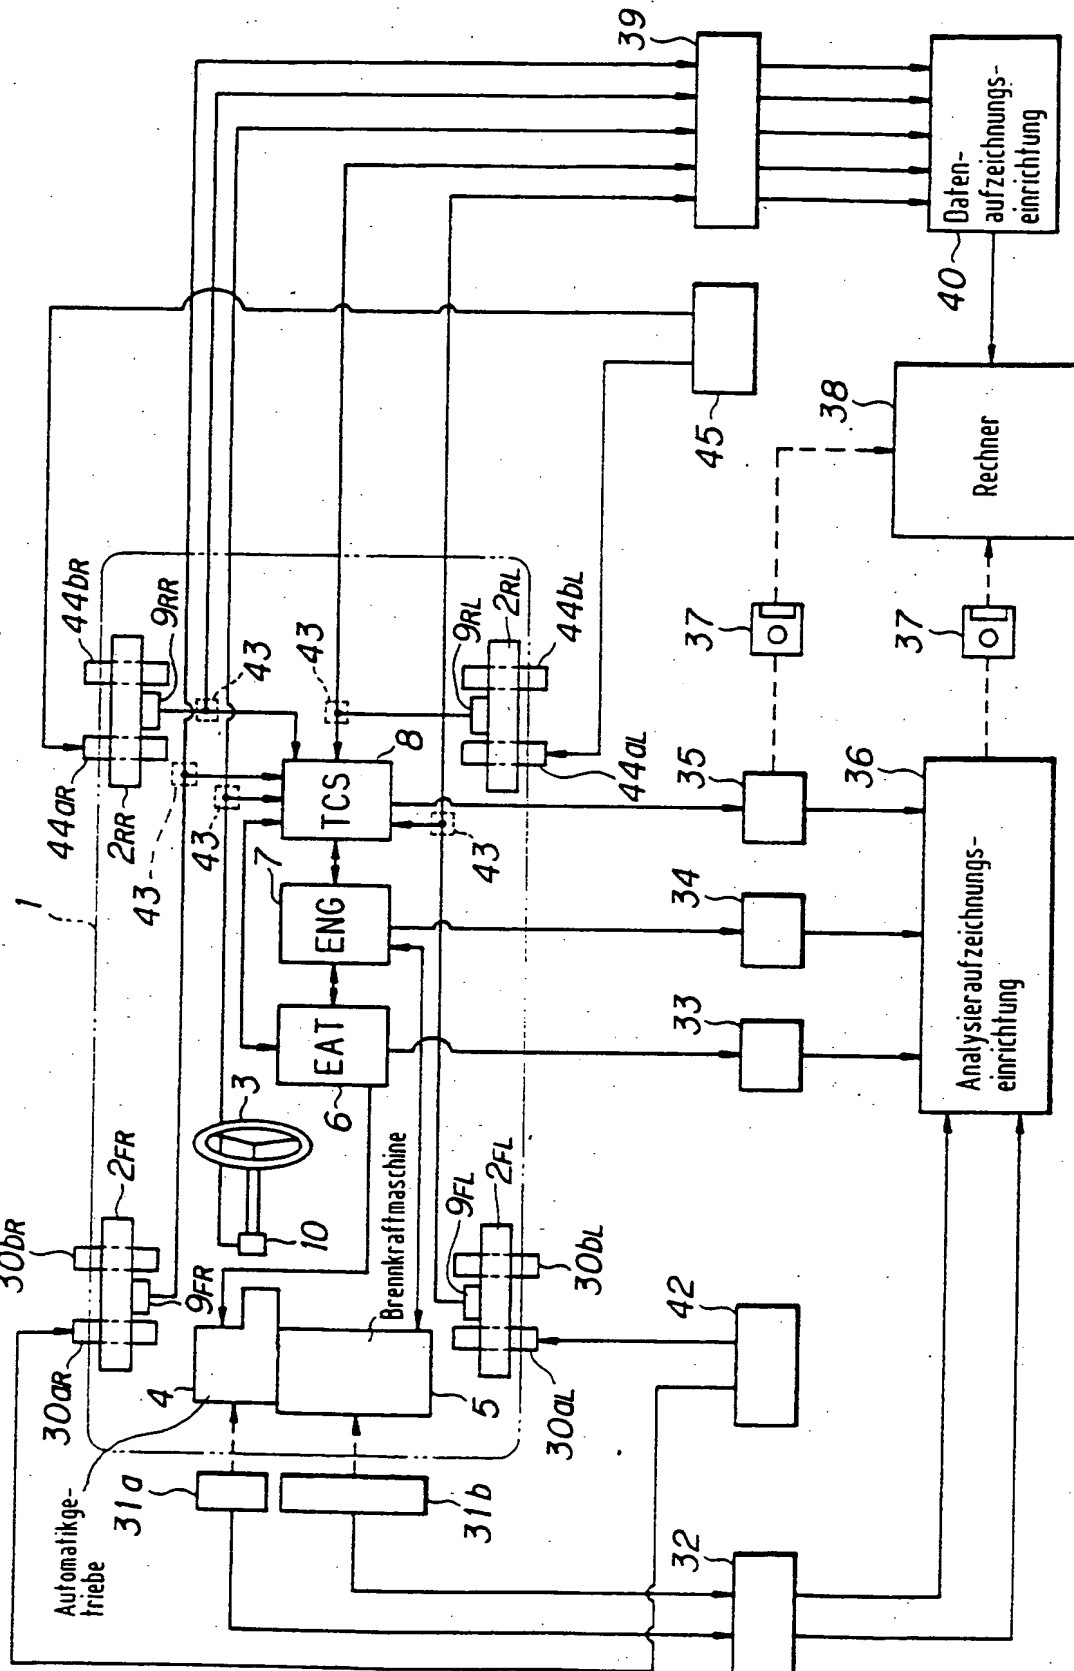 Automatikge-
triebe
31a
31b
32
30aR
30bR
9FR
2FR
4
5
Brennkraftmaschine
10
3
6
EAT
7
ENG
TCS
8
1
44aR
2RR
44bR
9RR
43
43
43
43
43
9FL
2FL
30aL
30bL
42
9RL
2RL
44aL
44bL
45
33
34
35
36
Analysieraufzeichnungs-
einrichtung
37
37
38
Rechner
39
40
Daten-
aufzeichnungs-
einrichtung